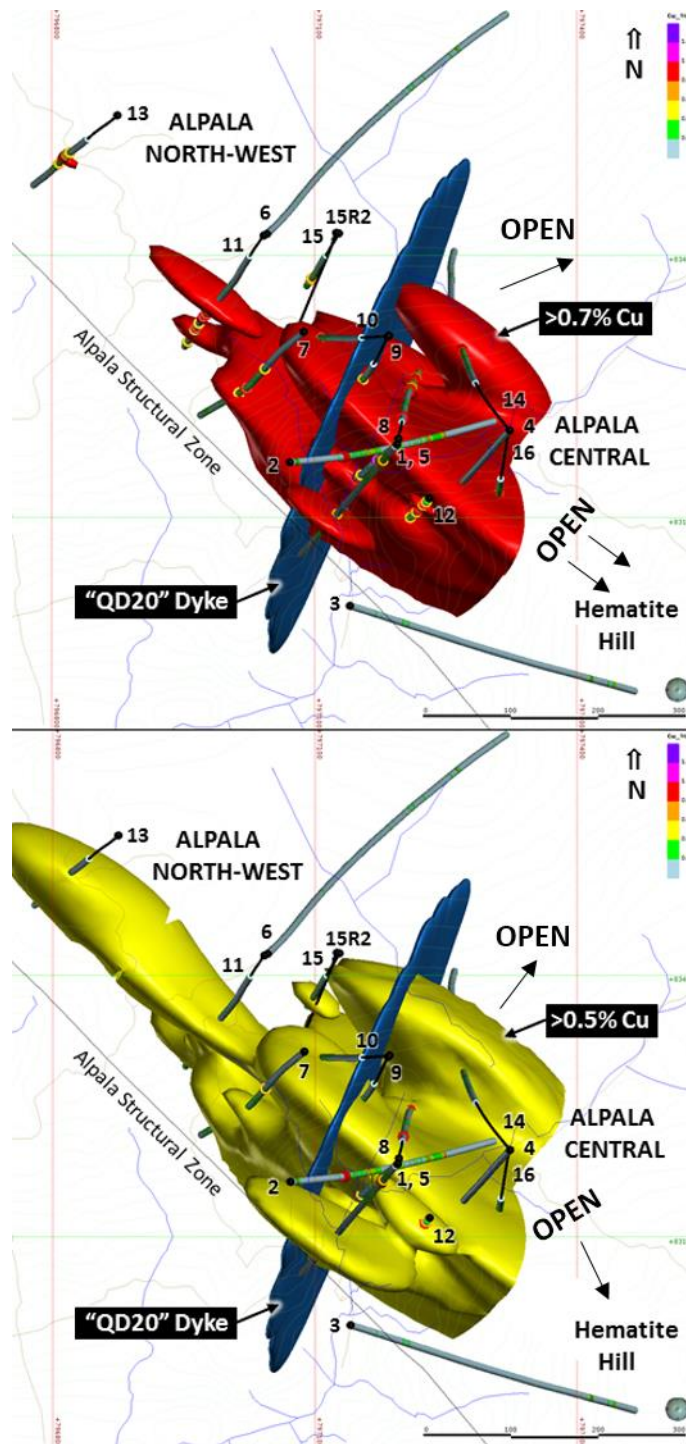 +796800
+797100
+797400
⇑
N
13
ALPALA
NORTH-WEST
6
11
15R2
15
OPEN
>0.7% Cu
10
9
7
Alpala Structural Zone
14
4
8
ALPALA
CENTRAL
2
1, 5
16
12
OPEN
"QD20" Dyke
3
Hematite
Hill
0
100
200
300
⇑
N
13
ALPALA
NORTH-WEST
6
11
15R2
15
OPEN
>0.5% Cu
10
9
7
Alpala Structural Zone
14
4
8
ALPALA
CENTRAL
2
1, 5
16
12
OPEN
"QD20" Dyke
3
Hematite
Hill
0
100
200
300